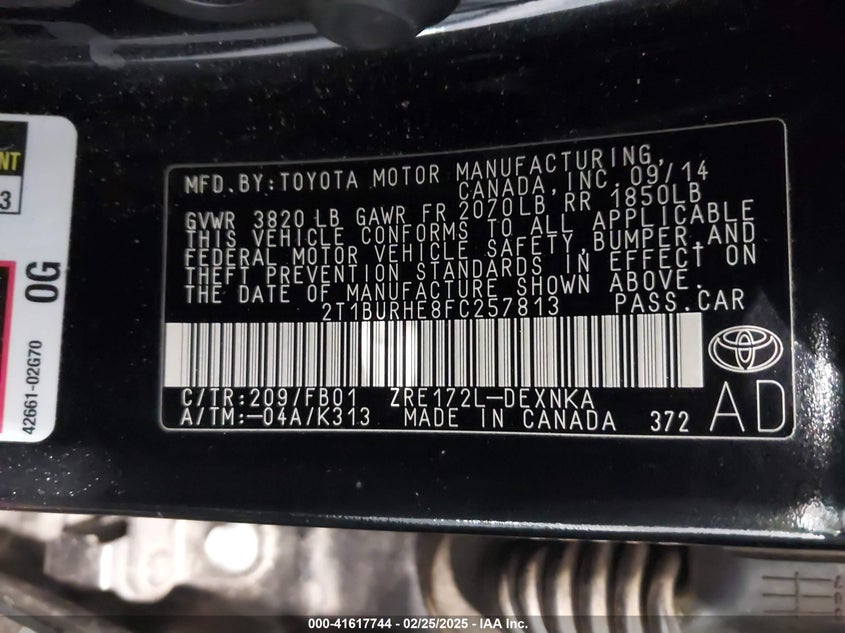 NT
3
0G
42661-02G70
MFD.BY:TOYOTA MOTOR MANUFACTURING,
CANADA, INC. 09/14
GVWR 3820 LB GAWR FR 2070LB, RR 1850LB
THIS VEHICLE CONFORMS TO ALL APPLICABLE
FEDERAL MOTOR VEHICLE SAFETY,BUMPER,AND
THEFT PREVENTION STANDARDS IN EFFECT ON
THE DATE OF MANUFACTURE SHOWN ABOVE.
2T1BURHE8FC257813 PASS.CAR
C/TR:209/FB01 ZRE172L-DEXNKA
A/TM:-04A/K313 MADE IN CANADA 372
AD
000-41617744 - 02/25/2025 - IAA Inc.